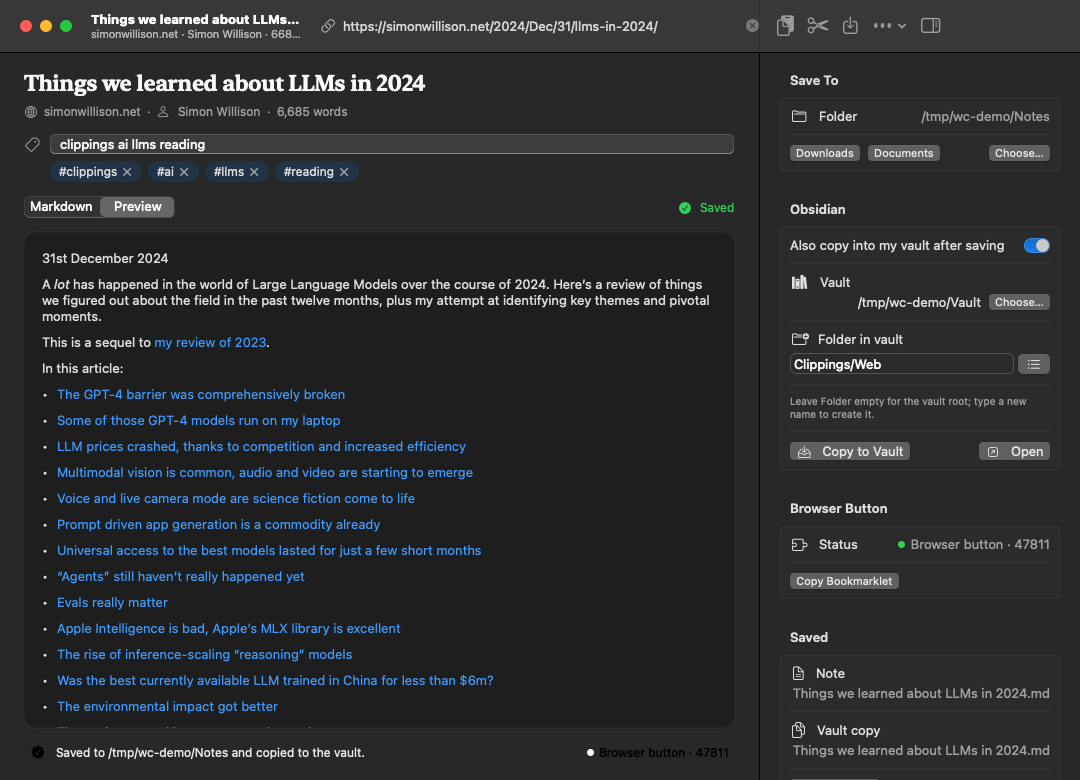 Things we learned about LLMs...
simonwillison.net · Simon Willison · 668...
https://simonwillison.net/2024/Dec/31/llms-in-2024/
Things we learned about LLMs in 2024
simonwillison.net · Simon Willison · 6,685 words
clippings ai llms reading
#clippings #ai #llms #reading
Markdown Preview
Saved
31st December 2024
A lot has happened in the world of Large Language Models over the course of 2024. Here's a review of things
we figured out about the field in the past twelve months, plus my attempt at identifying key themes and pivotal
moments.
This is a sequel to my review of 2023.
In this article:
• The GPT-4 barrier was comprehensively broken
• Some of those GPT-4 models run on my laptop
• LLM prices crashed, thanks to competition and increased efficiency
• Multimodal vision is common, audio and video are starting to emerge
• Voice and live camera mode are science fiction come to life
• Prompt driven app generation is a commodity already
• Universal access to the best models lasted for just a few short months
• “Agents” still haven’t really happened yet
• Evals really matter
• Apple Intelligence is bad, Apple’s MLX library is excellent
• The rise of inference-scaling “reasoning” models
• Was the best currently available LLM trained in China for less than $6m?
• The environmental impact got better
Saved to /tmp/wc-demo/Notes and copied to the vault.
Browser button · 47811
Save To
Folder /tmp/wc-demo/Notes
Downloads Documents Choose...
Obsidian
Also copy into my vault after saving
Vault
/tmp/wc-demo/Vault Choose...
Folder in vault
Clippings/Web
Leave Folder empty for the vault root; type a new
name to create it.
Copy to Vault Open
Browser Button
Status Browser button · 47811
Copy Bookmarklet
Saved
Note
Things we learned about LLMs in 2024.md
Vault copy
Things we learned about LLMs in 2024.md